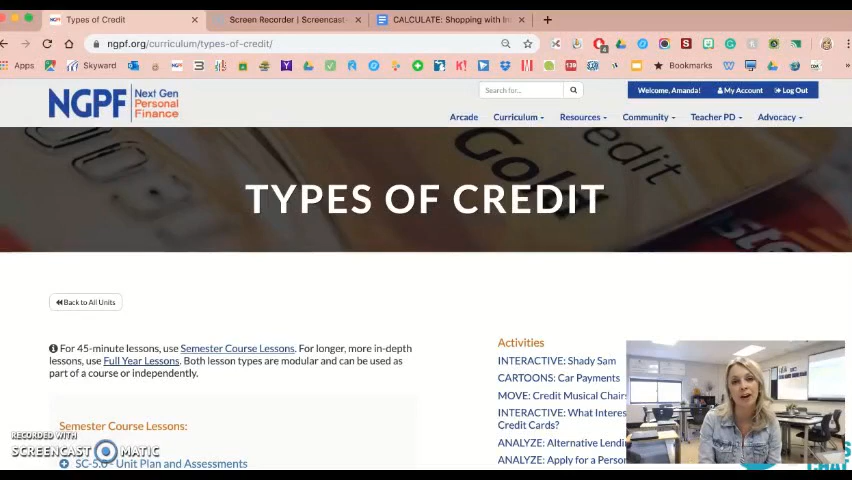 Types of Credit
Screen Recorder | Screencast-
CALCULATE: Shopping with In
ngpf.org/curriculum/types-of-credit/
Apps
Skyward
Bookmarks
NGPF
Next Gen
Personal
Finance
Search for...
Welcome, Amanda!
My Account
Log Out
Arcade
Curriculum
Resources
Community
Teacher PD
Advocacy
Gold
Credit
TYPES OF CREDIT
Back to All Units
For 45-minute lessons, use Semester Course Lessons. For longer, more in-depth
lessons, use Full Year Lessons. Both lesson types are modular and can be used as
part of a course or independently.
Semester Course Lessons:
SC-5.0 - Unit Plan and Assessments
Activities
INTERACTIVE: Shady Sam
CARTOONS: Car Payments
MOVE: Credit Musical Chairs
INTERACTIVE: What Interes
Credit Cards?
ANALYZE: Alternative Lendi
ANALYZE: Apply for a Person
RECORDED WITH
SCREENCAST MATIC
CHAT